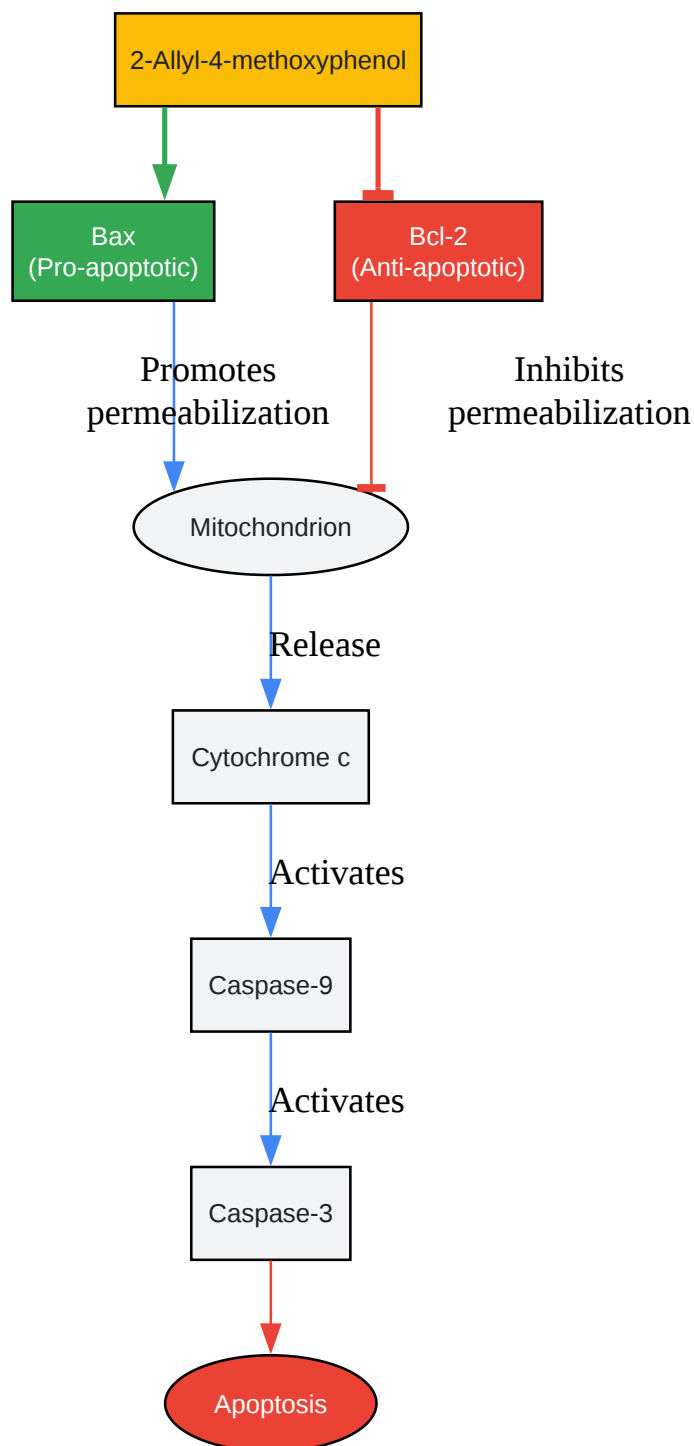 2-Allyl-4-methoxyphenol
Bax
(Pro-apoptotic)
Bcl-2
(Anti-apoptotic)
Promotes
permeabilization
Inhibits
permeabilization
Mitochondrion
Release
Cytochrome c
Activates
Caspase-9
Activates
Caspase-3
Apoptosis